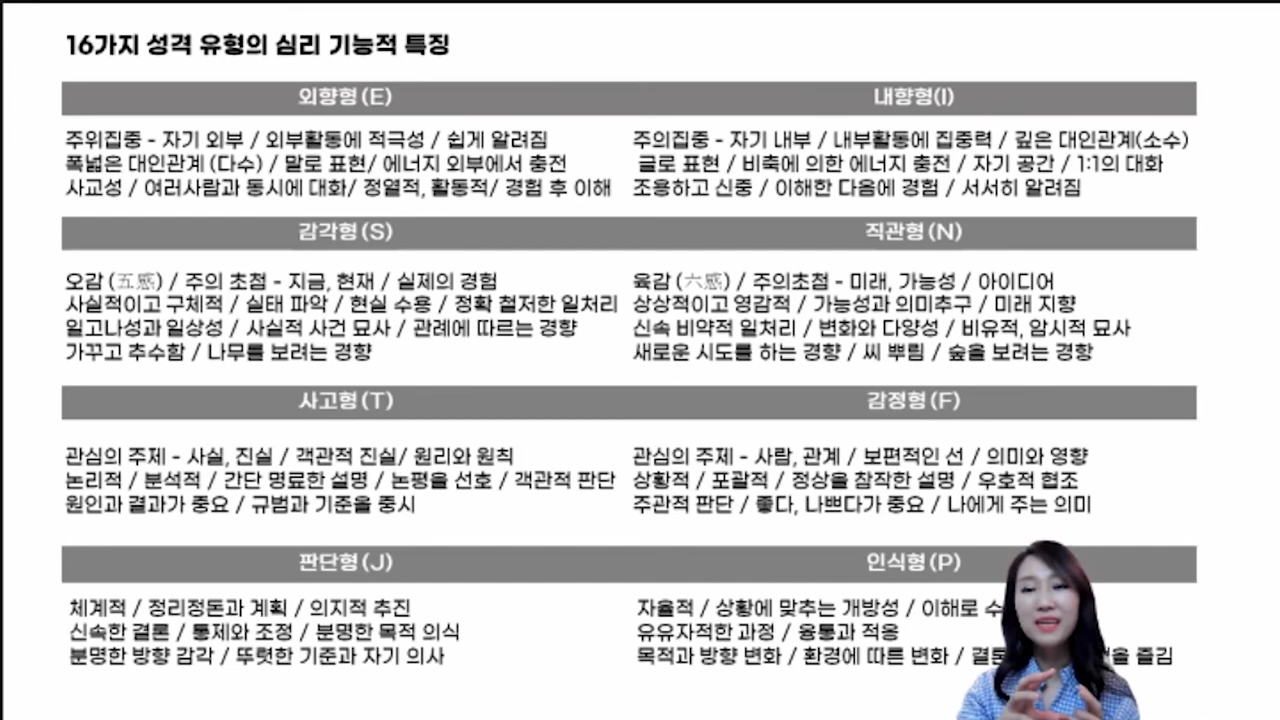 16가지 성격 유형의 심리 기능적 특징
외향형(E)
주위집중 - 자기 외부 / 외부활동에 적극성 / 쉽게 알려짐
폭넓은 대인관계 (다수) / 말로 표현/ 에너지 외부에서 충전
사교성 / 여러사람과 동시에 대화/ 정열적, 활동적/ 경험 후 이해
내향형(I)
주의집중 - 자기 내부 / 내부활동에 집중력 / 깊은 대인관계(소수)
글로 표현 / 비축에 의한 에너지 충전 / 자기 공간 / 1:1의 대화
조용하고 신중 / 이해한 다음에 경험 / 서서히 알려짐
감각형(S)
오감 (五感) / 주의 초첨 - 지금, 현재 / 실제의 경험
사실적이고 구체적 / 실태 파악 / 현실 수용 / 정확 철저한 일처리
일고나성과 일상성 / 사실적 사건 묘사 / 관례에 따르는 경향
가꾸고 추수함 / 나무를 보려는 경향
직관형(N)
육감 (六感) / 주의초첨 - 미래, 가능성 / 아이디어
상상적이고 영감적 / 가능성과 의미추구 / 미래 지향
신속 비약적 일처리 / 변화와 다양성 / 비유적, 암시적 묘사
새로운 시도를 하는 경향 / 씨 뿌림 / 숲을 보려는 경항
사고형(T)
관심의 주제 - 사실, 진실 / 객관적 진실/ 원리와 원칙
논리적 / 분석적 / 간단 명료한 설명 / 논평을 선호 / 객관적 판단
원인과 결과가 중요 / 규범과 기준을 중시
감정형(F)
관심의 주제 - 사람, 관계 / 보편적인 선 / 의미와 영향
상황적 / 포괄적 / 정상을 참작한 설명 / 우호적 협조
주관적 판단 / 좋다, 나쁘다가 중요 / 나에게 주는 의미
판단형(J)
체계적 / 정리정돈과 계획 / 의지적 추진
신속한 결론 / 통제와 조정 / 분명한 목적 의식
분명한 방향 감각 / 뚜렷한 기준과 자기 의사
인식형(P)
자율적 / 상황에 맞추는 개방성 / 이해로
유유자적한 과정 / 융통과 적응
목적과 방향 변화 / 환경에 따른 변화 / 즐김